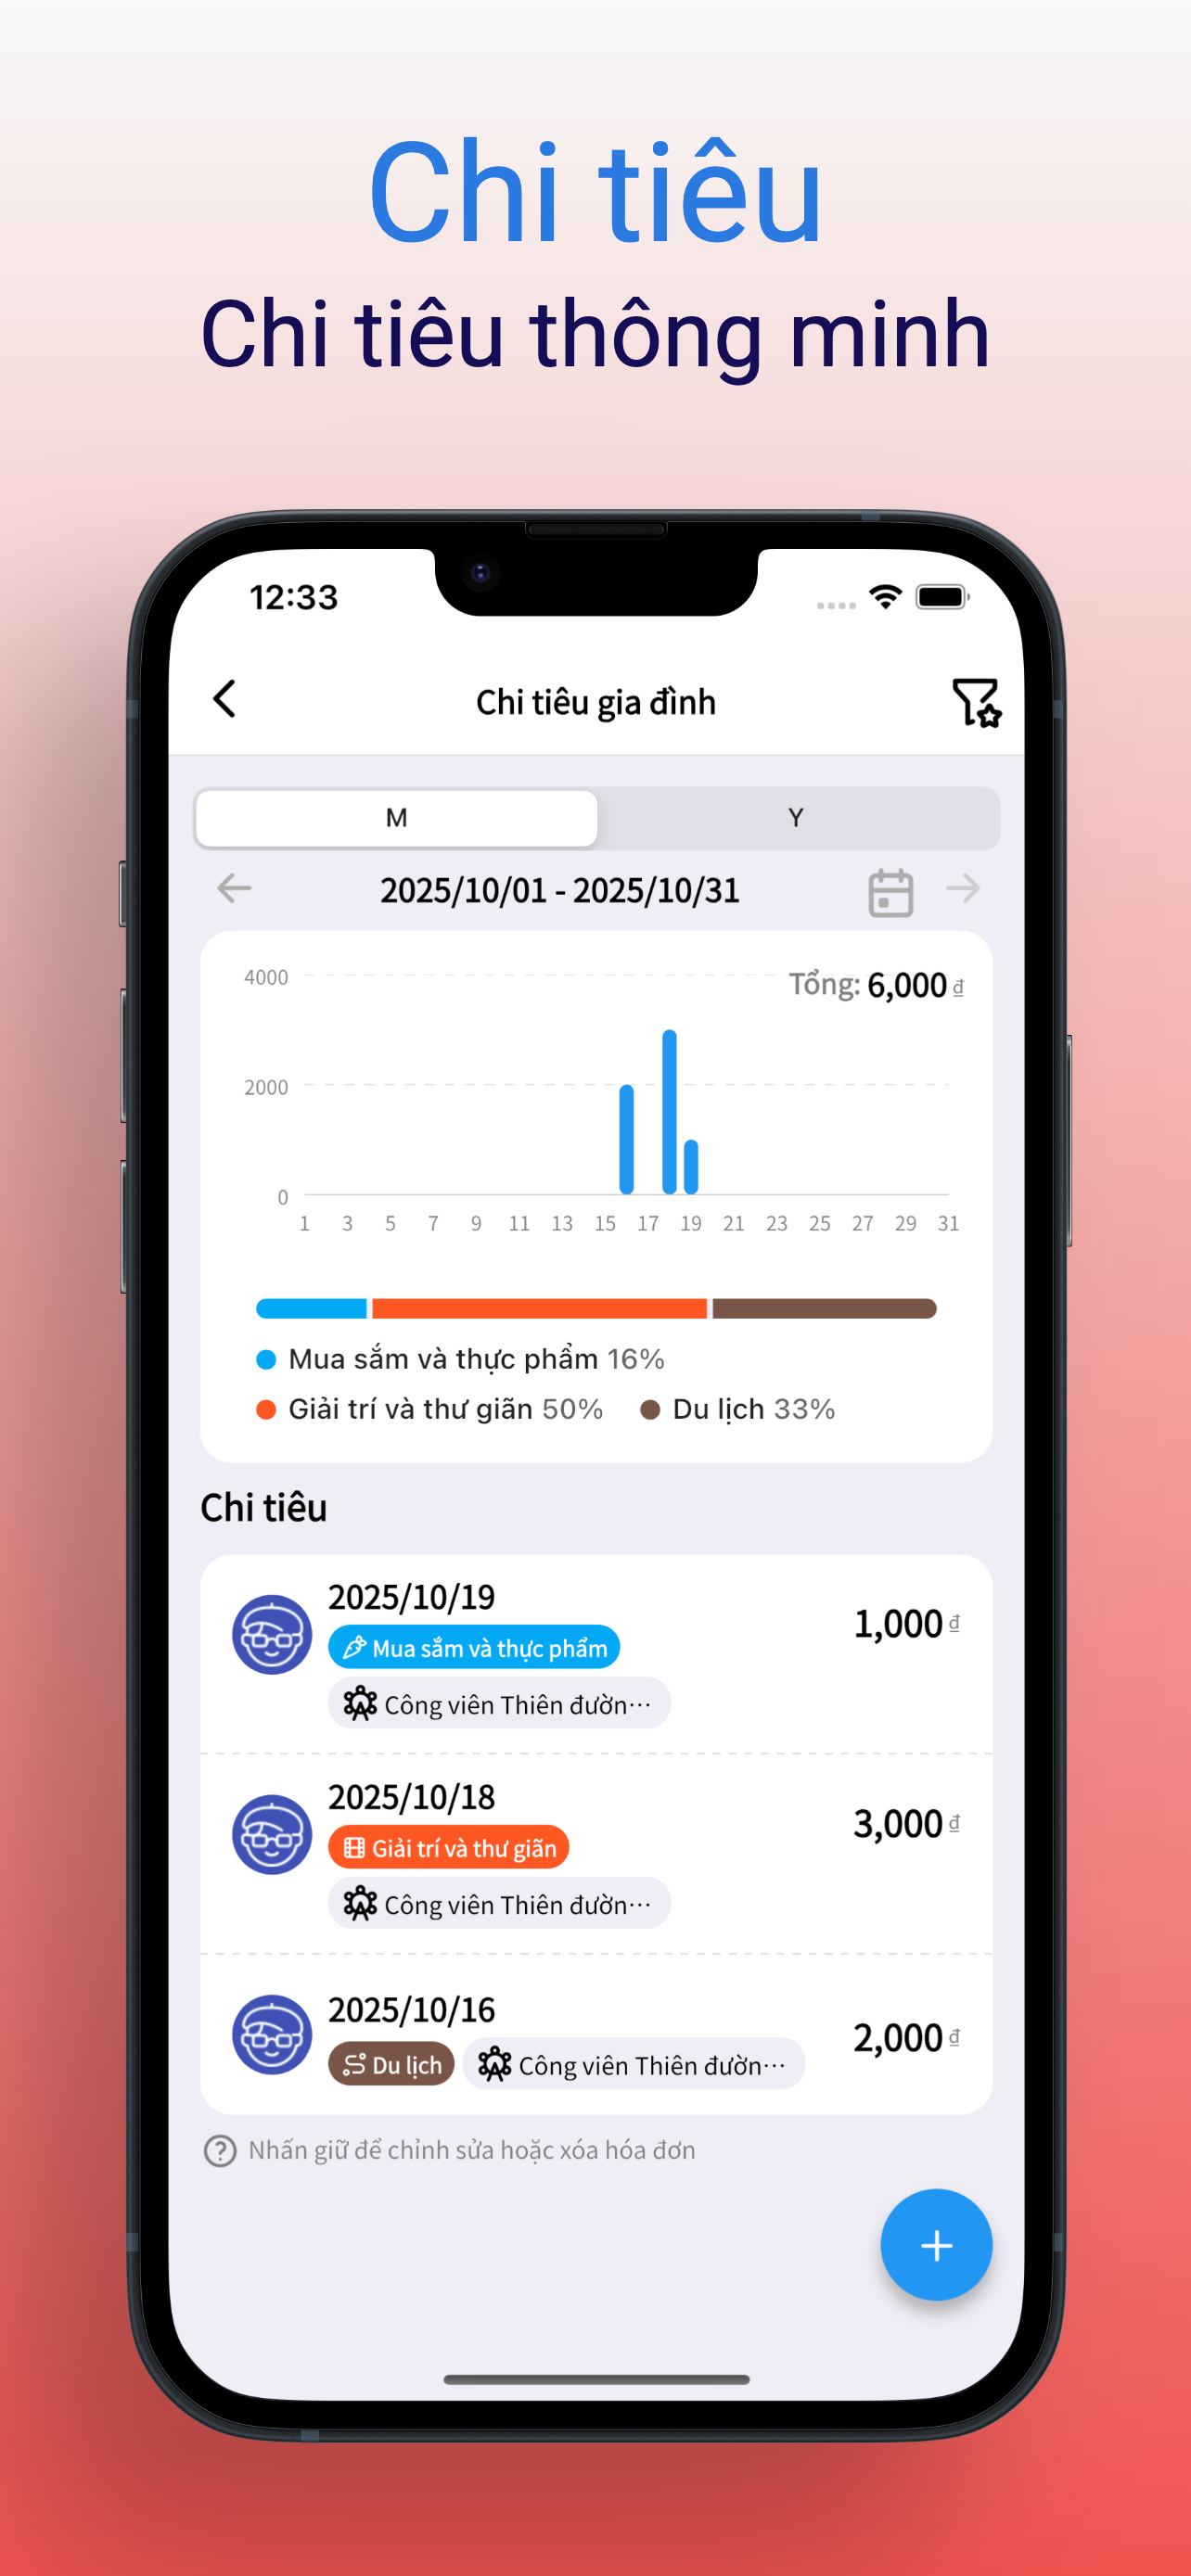 Chi tiêu
Chi tiêu thông minh
12:33
Chi tiêu gia đình
M Y
2025/10/01 - 2025/10/31
4000
Tổng: 6,000 đ
2000
0
1 3 5 7 9 11 13 15 17 19 21 23 25 27 29 31
Mua sắm và thực phẩm 16%
Giải trí và thư giãn 50% Du lịch 33%
Chi tiêu
2025/10/19
1,000 đ
Mua sắm và thực phẩm
Công viên Thiên đườn···
2025/10/18
3,000 đ
Giải trí và thư giãn
Công viên Thiên đườn···
2025/10/16
2,000 đ
Du lịch Công viên Thiên đườn···
Nhấn giữ để chỉnh sửa hoặc xóa hóa đơn